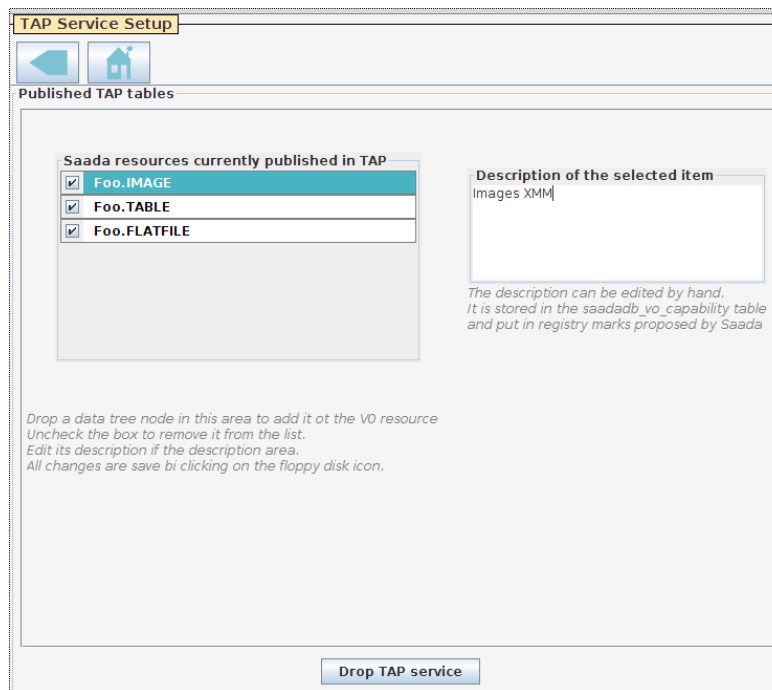 TAP Service Setup
Published TAP tables
Saada resources currently published in TAP
Foo.IMAGE
Foo.TABLE
Foo.FLATFILE
Description of the selected item
Images XMM
The description can be edited by hand.
It is stored in the saadadb_vo_capability table
and put in registry marks proposed by Saada
Drop a data tree node in this area to add it ot the V0 resource
Uncheck the box to remove it from the list.
Edit its description if the description area.
All changes are save bi clicking on the floppy disk icon.
Drop TAP service